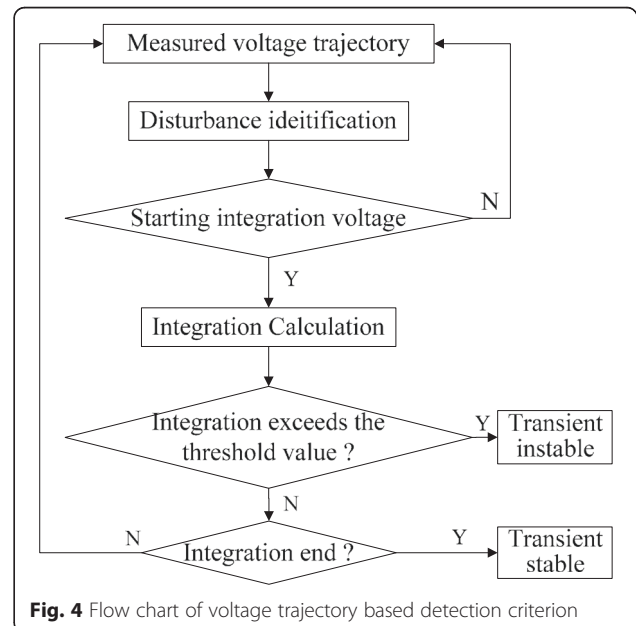 Measured voltage trajectory
Disturbance ideitification
Starting integration voltage
N
Y
Integration Calculation
Integration exceeds the
threshold value ?
Y
Transient
instable
N
N
Integration end ?
Y
Transient
stable
Fig. 4 Flow chart of voltage trajectory based detection criterion